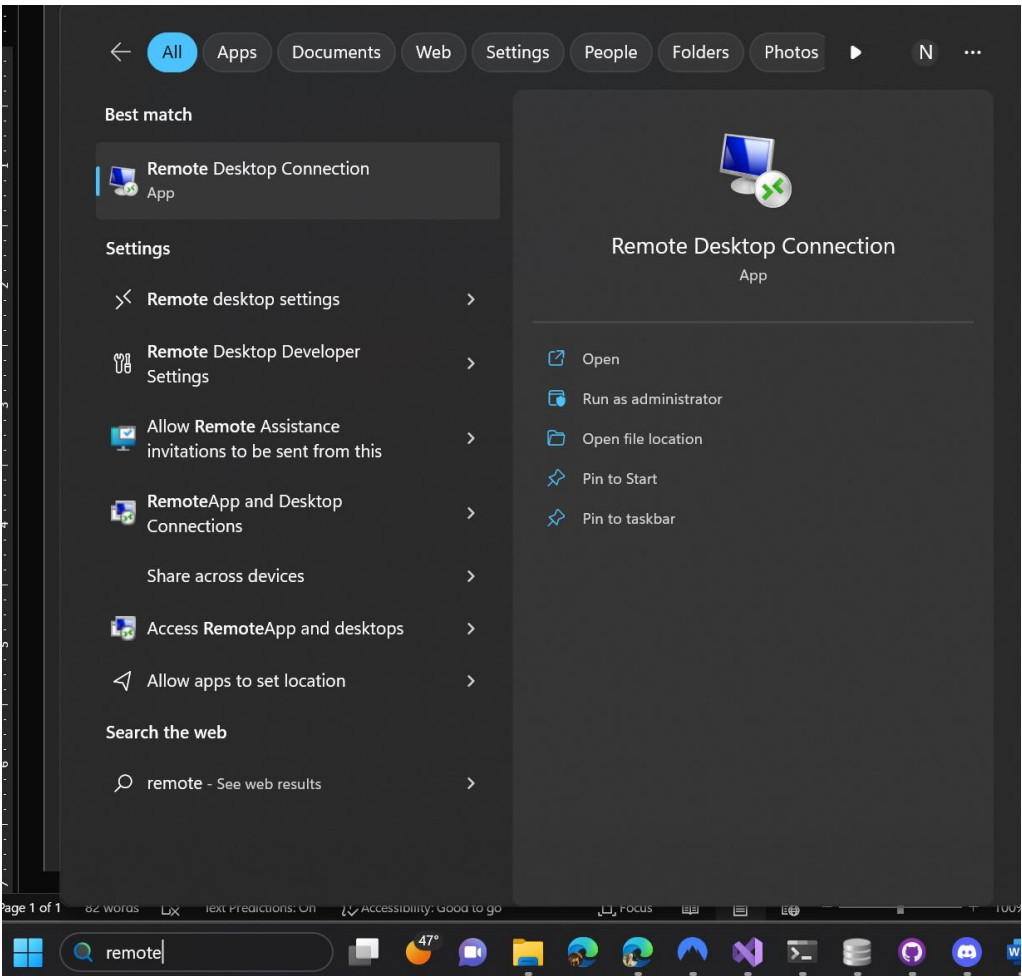 All Apps Documents Web Settings People Folders Photos N ...
Best match
Remote Desktop Connection
App
Settings
Remote desktop settings
Remote Desktop Developer
Settings
Allow Remote Assistance
invitations to be sent from this
RemoteApp and Desktop
Connections
Share across devices
Access RemoteApp and desktops
Allow apps to set location
Search the web
remote - See web results
Remote Desktop Connection
App
Open
Run as administrator
Open file location
Pin to Start
Pin to taskbar
Page 1 of 1 82 words Text Predictions: On Accessibility: Good to go Focus 100%
remote 47° W